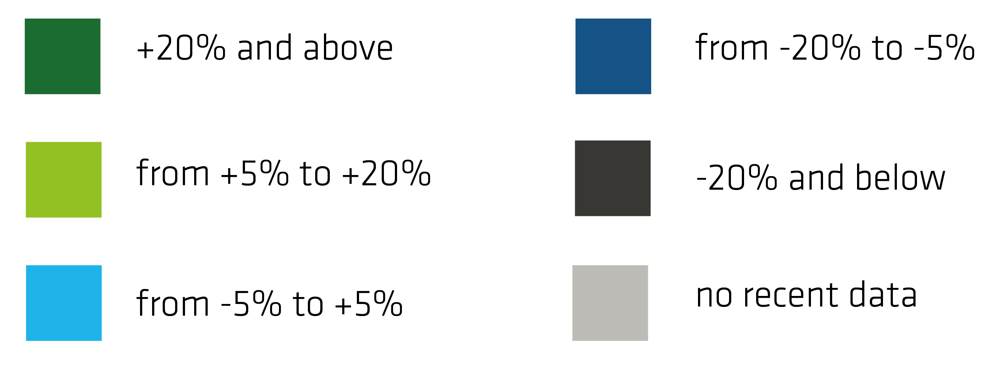 +20% and above
from +5% to +20%
from -5% to +5%
from -20% to -5%
-20% and below
no recent data